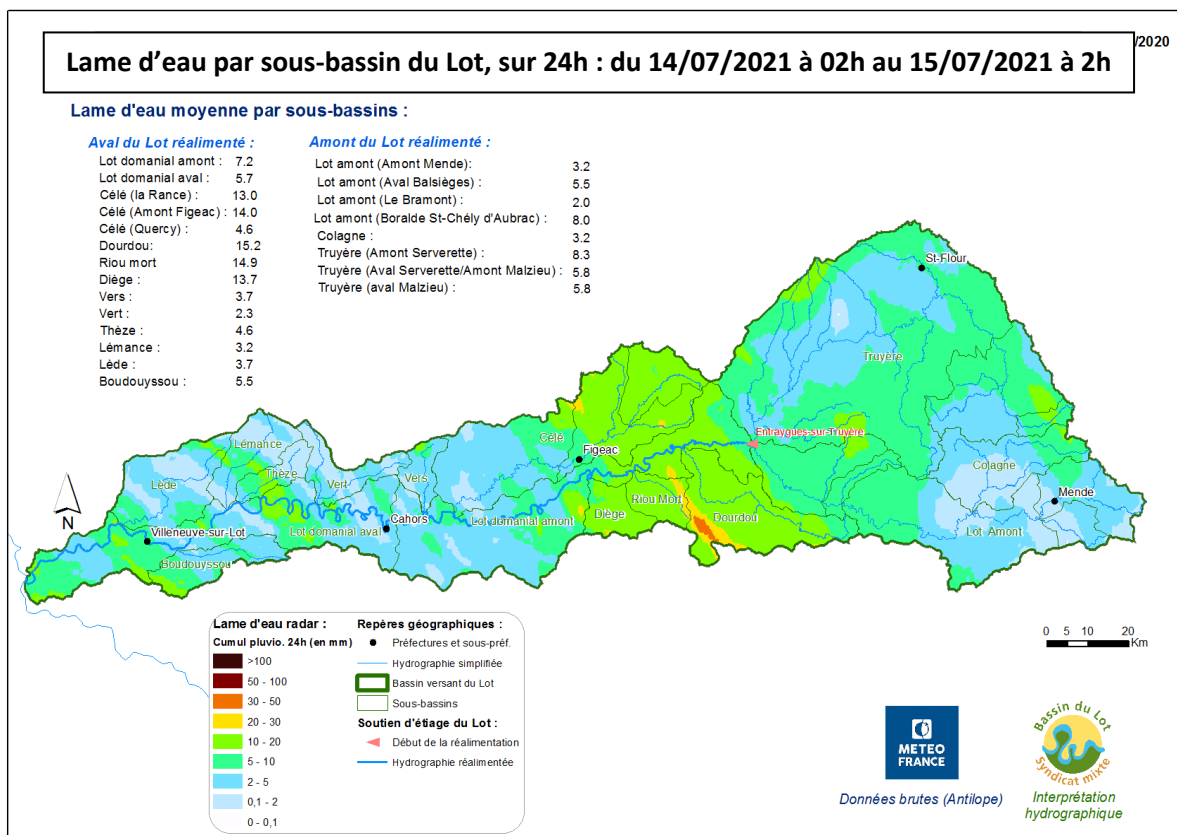 /2020
Lame d'eau par sous-bassin du Lot, sur 24h : du 14/07/2021 à 02h au 15/07/2021 à 2h
Lame d'eau moyenne par sous-bassins :
Aval du Lot réalimenté :
Lot domanial amont : 7.2
Lot domanial aval : 5.7
Célé (la Rance) : 13.0
Célé (Amont Figeac) : 14.0
Célé (Quercy) : 4.6
Dourdou: 15.2
Riou mort 14.9
Diège : 13.7
Vers : 3.7
Vert : 2.3
Thèze : 4.6
Lémance : 3.2
Lède : 3.7
Boudouyssou : 5.5
Amont du Lot réalimenté :
Lot amont (Amont Mende): 3.2
Lot amont (Aval Balsièges) : 5.5
Lot amont (Le Bramont) : 2.0
Lot amont (Boralde St-Chély d'Aubrac) : 8.0
Colagne : 3.2
Truyère (Amont Serverette) : 8.3
Truyère (Aval Serverette/Amont Malzieu) : 5.8
Truyère (aval Malzieu) : 5.8
St-Flour
Truyère
Entraygues-sur-Truyère
Célé
Figeac
Lémance
Thèze
Vert
Vers
Lède
Colagne
Mende
Riou Mort
Diège
Dourdou
Lot domanial amont
Cahors
Lot domanial aval
Villeneuve-sur-Lot
Lot Amont
Boudouyssou
N
Lame d'eau radar :
Cumul pluvio. 24h (en mm)
>100
50 - 100
30 - 50
20 - 30
10 - 20
5 - 10
2 - 5
0,1 - 2
0 - 0,1
Repères géographiques :
Préfectures et sous-préf.
Hydrographie simplifiée
Bassin versant du Lot
Sous-bassins
Soutien d'étiage du Lot :
Début de la réalimentation
Hydrographie réalimentée
0 5 10 20
Km
METEO
FRANCE
Données brutes (Antilope)
Bassin du Lot
Syndicat mixte
Interprétation
hydrographique